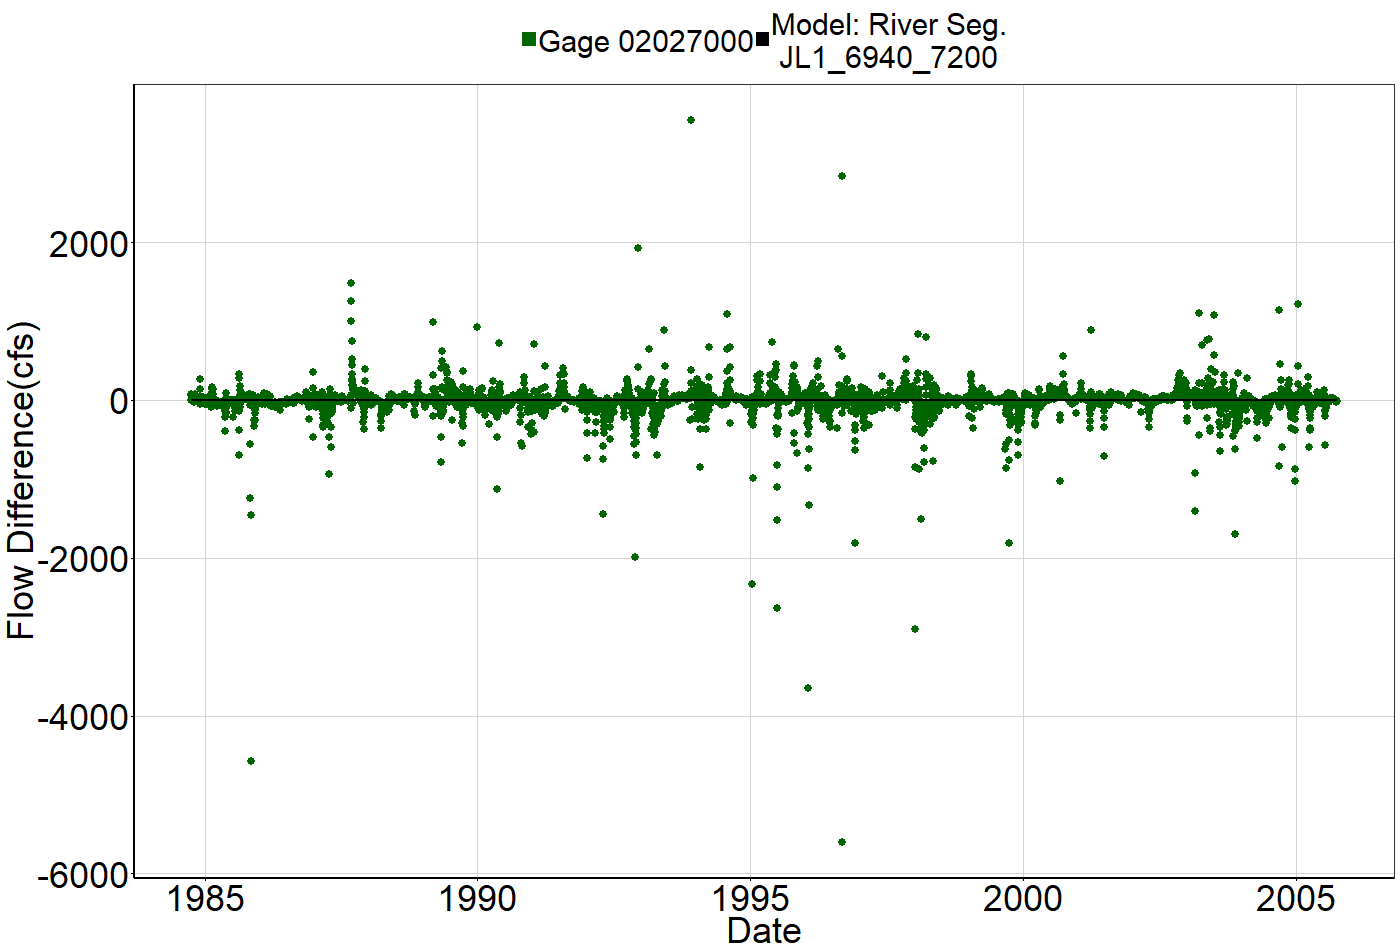 Gage 02027000
Model: River Seg.
JL1_6940_7200
Flow Difference(cfs)
2000
0
-2000
-4000
-6000
1985 1990 1995 2000 2005
Date